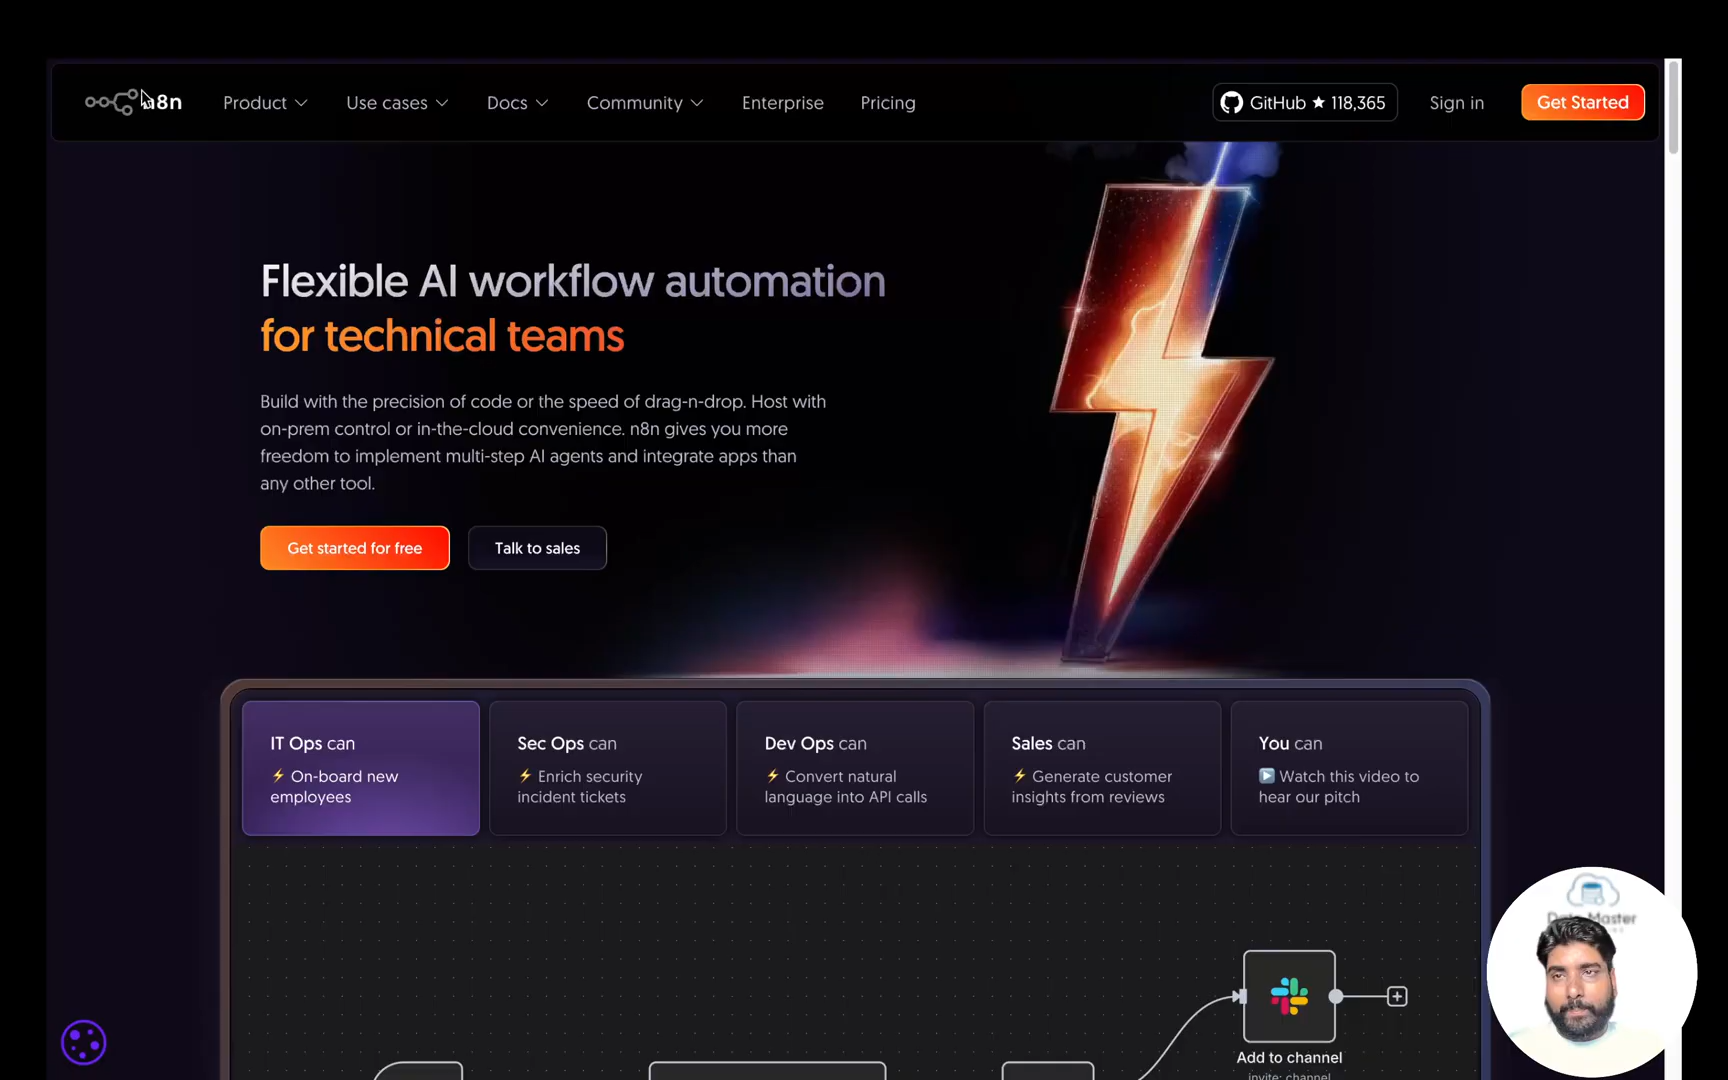 n8n
Product
Use cases
Docs
Community
Enterprise
Pricing
GitHub ★ 118,365
Sign in
Get Started
Flexible AI workflow automation
for technical teams
Build with the precision of code or the speed of drag-n-drop. Host with
on-prem control or in-the-cloud convenience. n8n gives you more
freedom to implement multi-step AI agents and integrate apps than
any other tool.
Get started for free
Talk to sales
IT Ops can
⚡ On-board new
employees
Sec Ops can
⚡ Enrich security
incident tickets
Dev Ops can
⚡ Convert natural
language into API calls
Sales can
⚡ Generate customer
insights from reviews
You can
▶️ Watch this video to
hear our pitch
Add to channel
invite: channel
Master